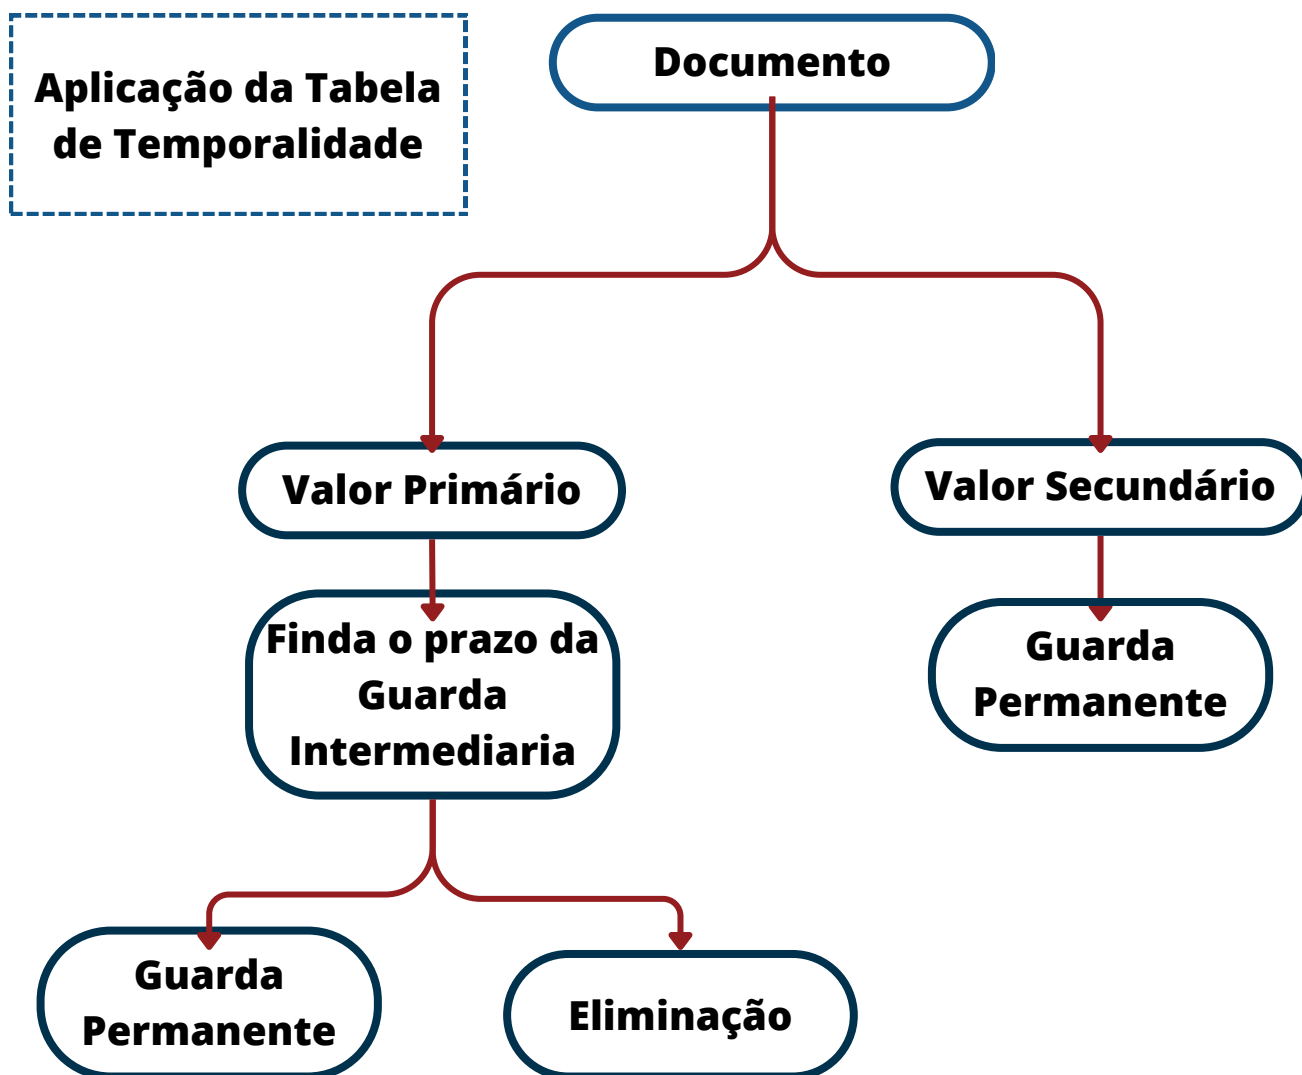 Aplicação da Tabela
de Temporalidade
Documento
Valor Primário
Valor Secundário
Finda o prazo da
Guarda
Intermediaria
Guarda
Permanente
Guarda
Permanente
Eliminação